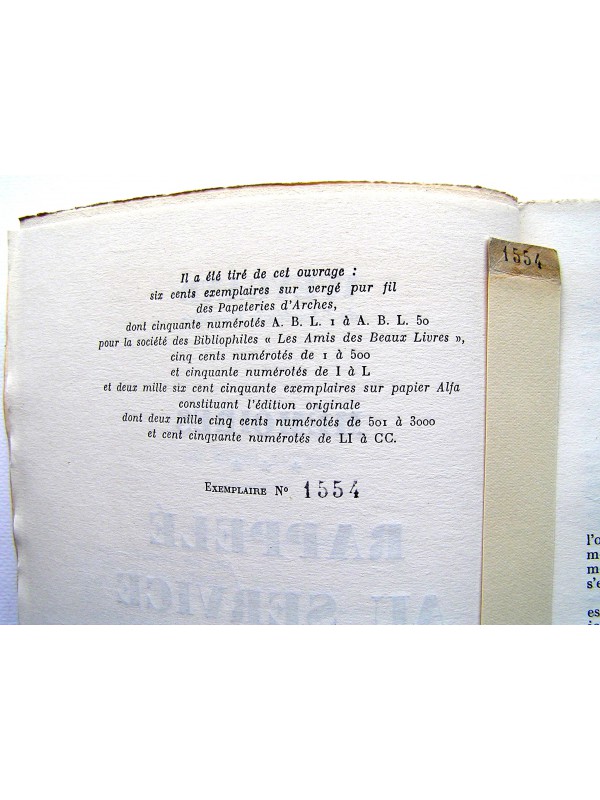 Il a été tiré de cet ouvrage :
six cents exemplaires sur vergé pur fil
des Papeteries d'Arches,
dont cinquante numérotés A. B. L. 1 à A. B. L. 50
pour la société des Bibliophiles « Les Amis des Beaux Livres »,
cinq cents numérotés de 1 à 500
et cinquante numérotés de I à L
et deux mille six cent cinquante exemplaires sur papier Alfa
constituant l'édition originale
dont deux mille cinq cents numérotés de 501 à 3000
et cent cinquante numérotés de LI à CC.
Exemplaire N° 1554
RAPPELÉ
AU SERVICE
1554